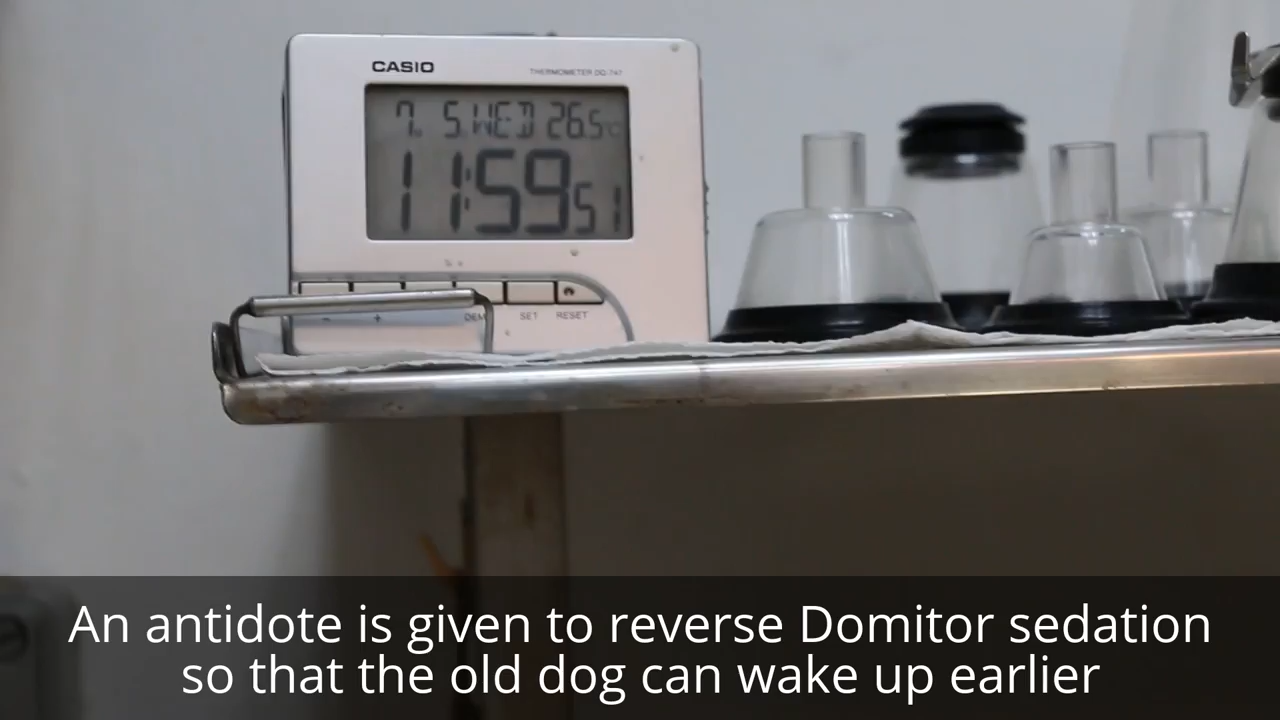 CASIO
THERMOMETER DQ-747
7 5 WED 26.5°C
11:59 51
SET RESET
An antidote is given to reverse Domitor sedation
so that the old dog can wake up earlier